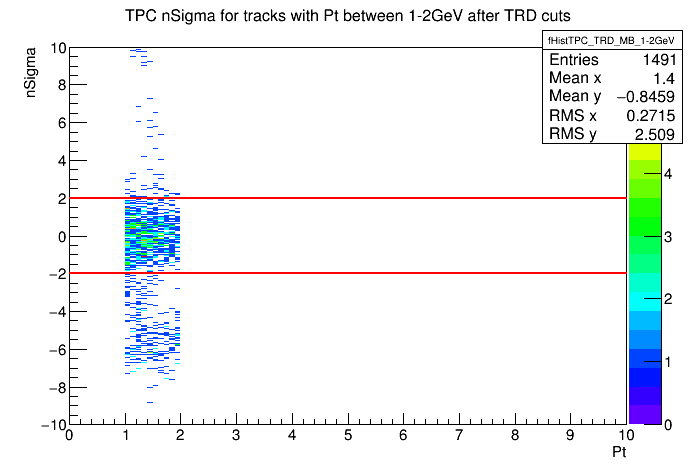 TPC nSigma for tracks with Pt between 1-2GeV after TRD cuts
fHistTPC_TRD_MB_1-2GeV
Entries 1491
Mean x 1.4
Mean y −0.8459
RMS x 0.2715
RMS y 2.509
nSigma
10
8
6
4
2
0
−2
−4
−6
−8
−10
4
3
2
1
0
0 1 2 3 4 5 6 7 8 9 10
Pt